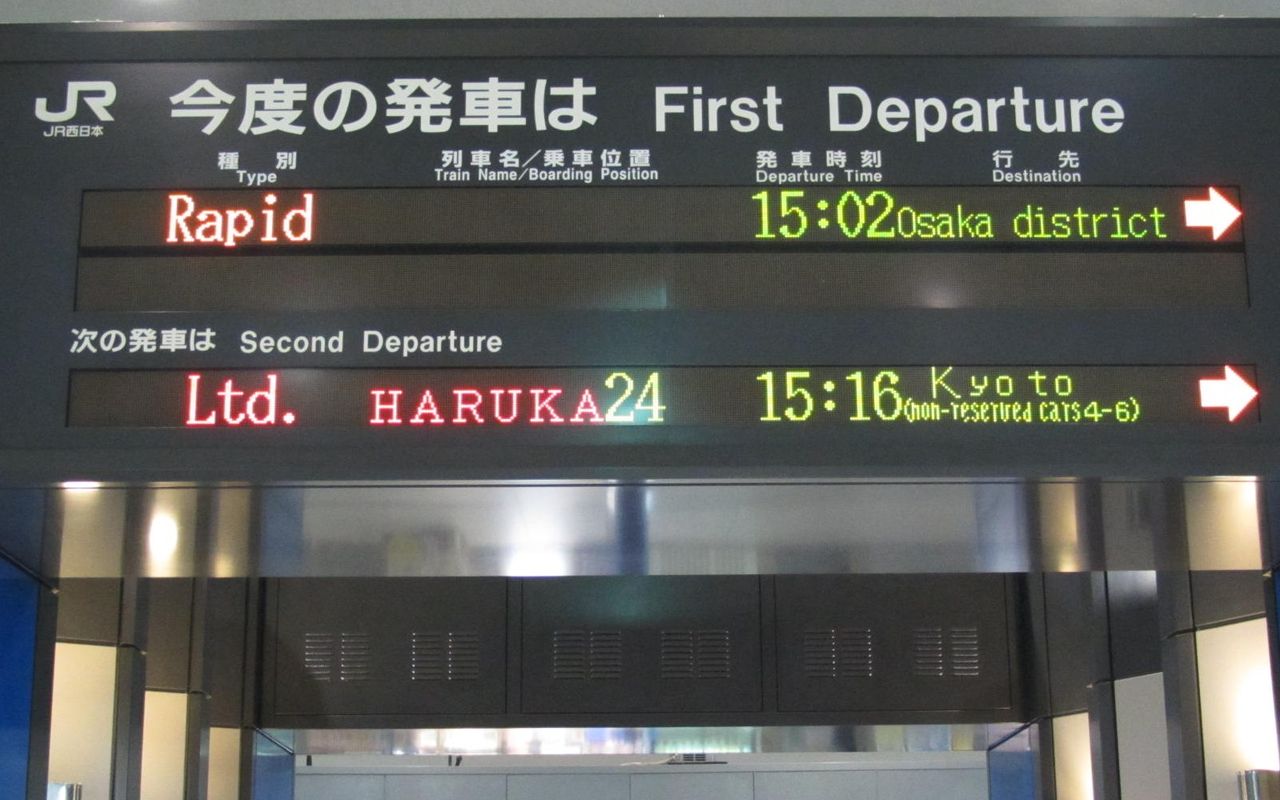 JR 今度の発車は First Departure
JR西日本
種別 列車名／乗車位置 発車時刻 行先
Type Train Name/Boarding Position Departure Time Destination
Rapid 15:02 Osaka district
次の発車は Second Departure
Ltd. HARUKA24 15:16 Kyoto
(non-reserved cars4-6)